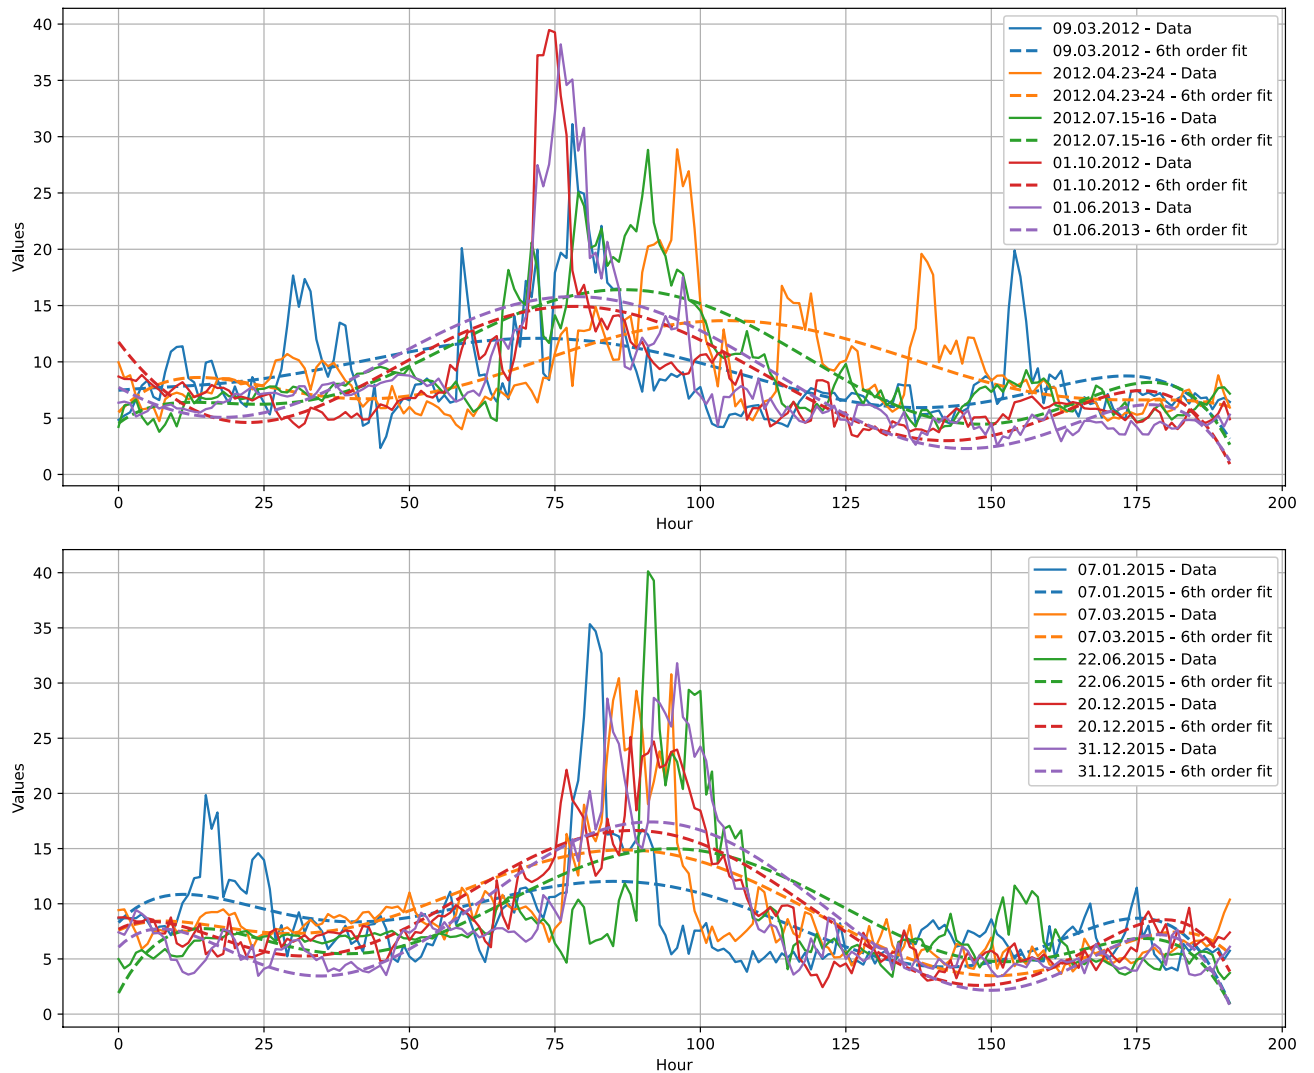 40
35
30
25
20
15
10
5
0
Values
0 25 50 75 100 125 150 175 200
Hour
09.03.2012 - Data
09.03.2012 - 6th order fit
2012.04.23-24 - Data
2012.04.23-24 - 6th order fit
2012.07.15-16 - Data
2012.07.15-16 - 6th order fit
01.10.2012 - Data
01.10.2012 - 6th order fit
01.06.2013 - Data
01.06.2013 - 6th order fit
40
35
30
25
20
15
10
5
0
Values
0 25 50 75 100 125 150 175 200
Hour
07.01.2015 - Data
07.01.2015 - 6th order fit
07.03.2015 - Data
07.03.2015 - 6th order fit
22.06.2015 - Data
22.06.2015 - 6th order fit
20.12.2015 - Data
20.12.2015 - 6th order fit
31.12.2015 - Data
31.12.2015 - 6th order fit